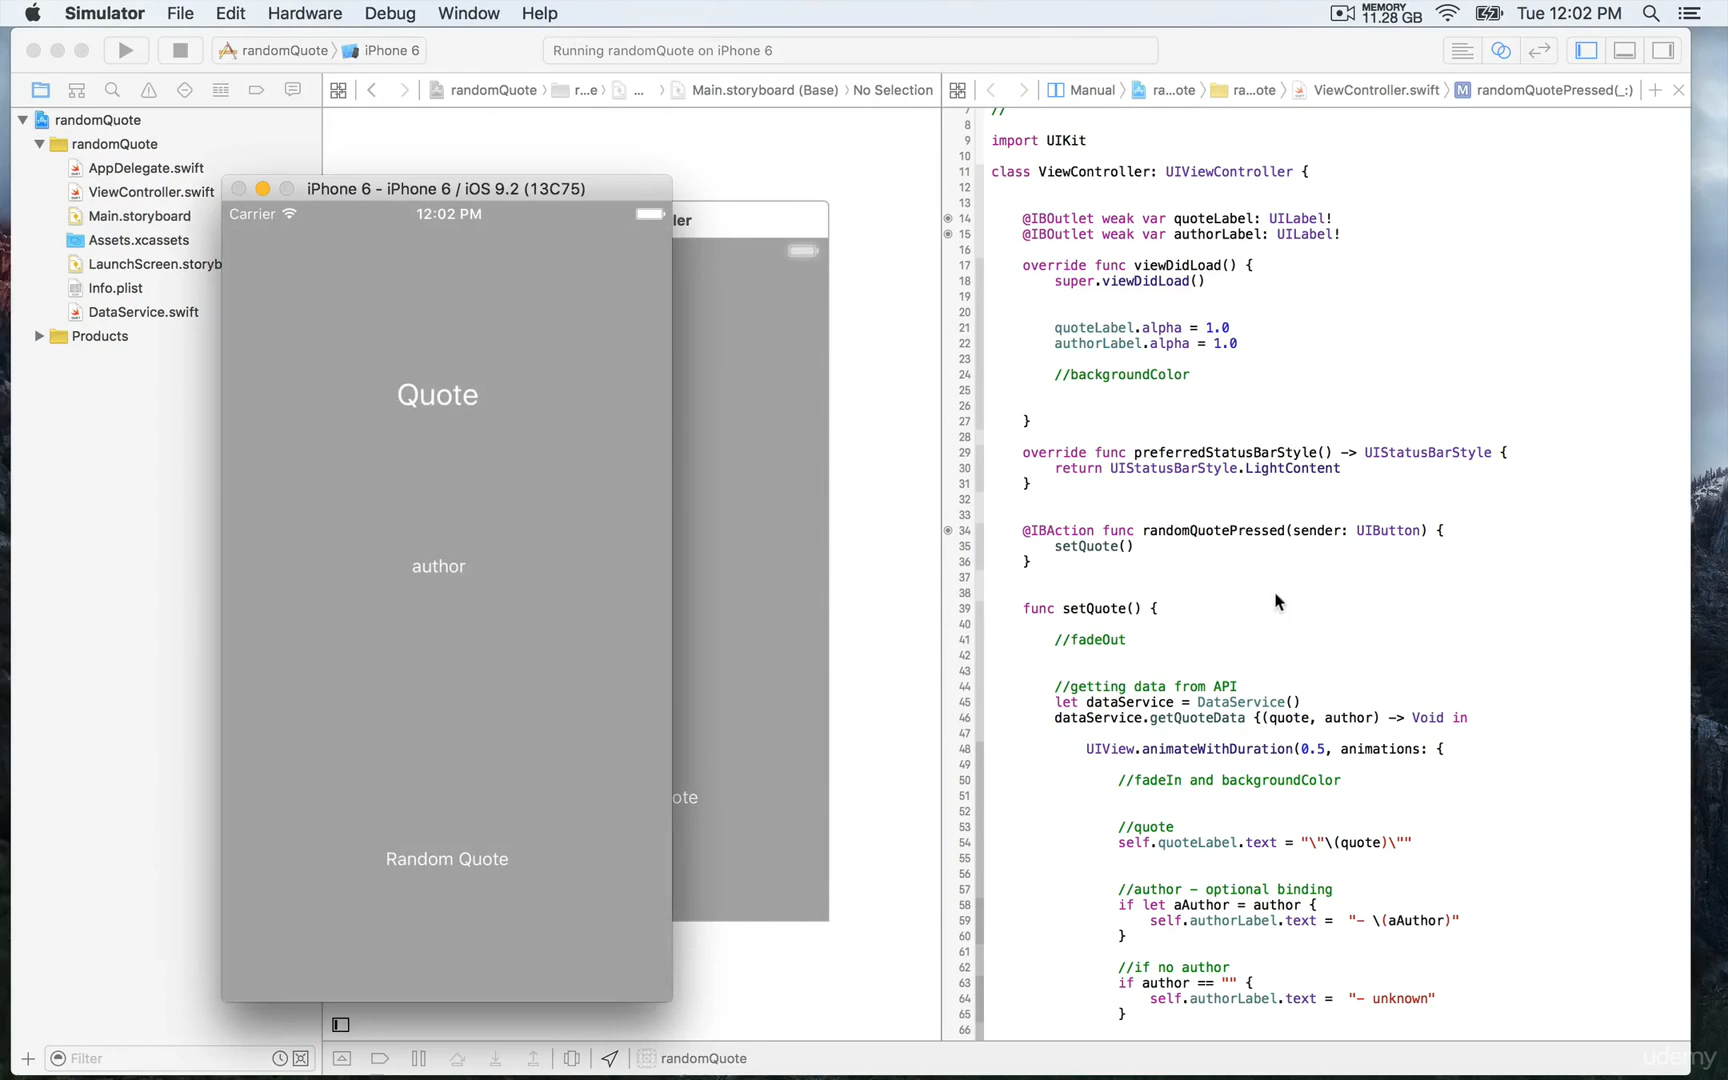 Simulator File Edit Hardware Debug Window Help
MEMORY
11.28 GB
Tue 12:02 PM
randomQuote iPhone 6
Running randomQuote on iPhone 6
randomQuote r...e ... Main.storyboard (Base) No Selection
Manual ra...ote ra...ote ViewController.swift M randomQuotePressed(_:)
randomQuote
randomQuote
AppDelegate.swift
ViewController.swift
Main.storyboard
Assets.xcassets
LaunchScreen.storyb
Info.plist
DataService.swift
Products
Filter
iPhone 6 - iPhone 6 / iOS 9.2 (13C75)
Carrier 12:02 PM
Quote
author
Random Quote
ler
ote
randomQuote
7 //
8
9 import UIKit
10
11 class ViewController: UIViewController {
12
13
14 @IBOutlet weak var quoteLabel: UILabel!
15 @IBOutlet weak var authorLabel: UILabel!
16
17 override func viewDidLoad() {
18 super.viewDidLoad()
19
20
21 quoteLabel.alpha = 1.0
22 authorLabel.alpha = 1.0
23
24 //backgroundColor
25
26
27 }
28
29 override func preferredStatusBarStyle() -> UIStatusBarStyle {
30 return UIStatusBarStyle.LightContent
31 }
32
33
34 @IBAction func randomQuotePressed(sender: UIButton) {
35 setQuote()
36 }
37
38
39 func setQuote() {
40
41 //fadeOut
42
43
44 //getting data from API
45 let dataService = DataService()
46 dataService.getQuoteData {(quote, author) -> Void in
47
48 UIView.animateWithDuration(0.5, animations: {
49
50 //fadeIn and backgroundColor
51
52
53 //quote
54 self.quoteLabel.text = "\"\(quote)\""
55
56
57 //author - optional binding
58 if let aAuthor = author {
59 self.authorLabel.text = "- \(aAuthor)"
60 }
61
62 //if no author
63 if author == "" {
64 self.authorLabel.text = "- unknown"
65 }
66
udemy